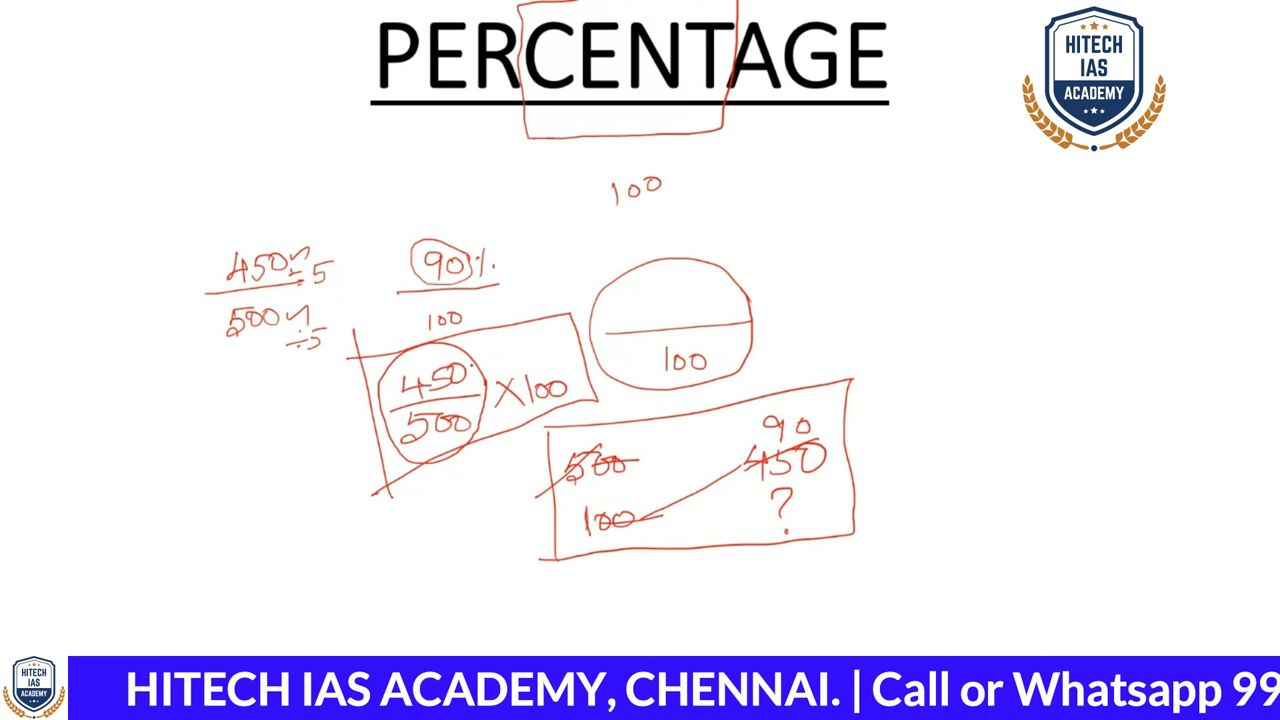 PERCENTAGE
HITECH
IAS
ACADEMY
100
450 ÷5
500 ÷5
90%
100
450
500
X100
100
500
90
450
100
?
HITECH
IAS
ACADEMY
HITECH IAS ACADEMY, CHENNAI. | Call or Whatsapp 99